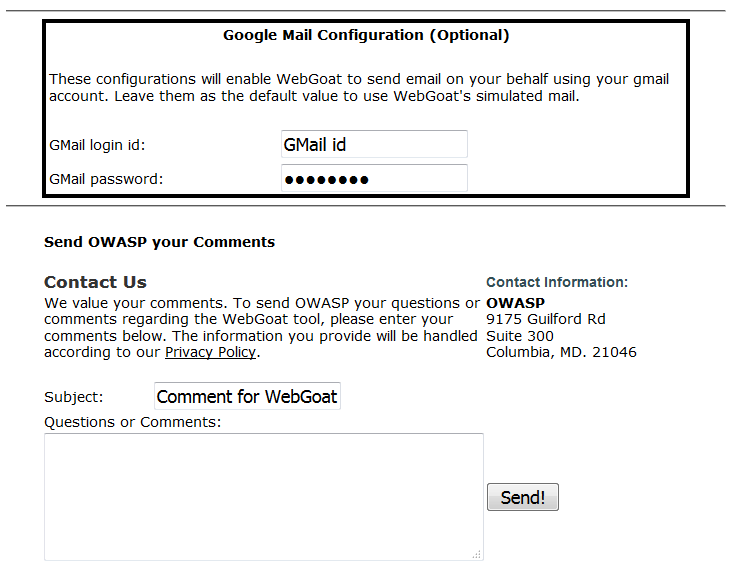 Google Mail Configuration (Optional)
These configurations will enable WebGoat to send email on your behalf using your gmail
account. Leave them as the default value to use WebGoat's simulated mail.
GMail login id: GMail id
GMail password: ●●●●●●●●
Send OWASP your Comments
Contact Us
We value your comments. To send OWASP your questions or
comments regarding the WebGoat tool, please enter your
comments below. The information you provide will be handled
according to our Privacy Policy.
Contact Information:
OWASP
9175 Guilford Rd
Suite 300
Columbia, MD. 21046
Subject: Comment for WebGoat
Questions or Comments:
Send!